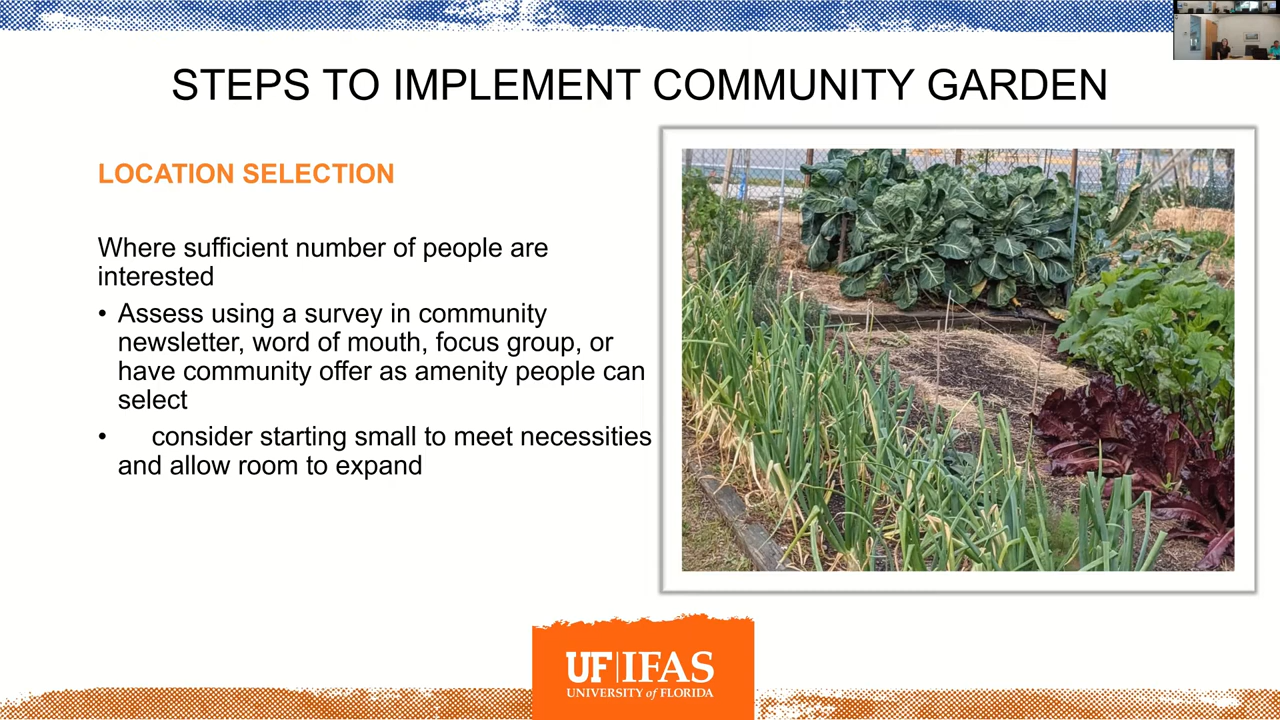 STEPS TO IMPLEMENT COMMUNITY GARDEN
LOCATION SELECTION
Where sufficient number of people are
interested
• Assess using a survey in community
newsletter, word of mouth, focus group, or
have community offer as amenity people can
select
• consider starting small to meet necessities
and allow room to expand
UF|IFAS
UNIVERSITY of FLORIDA